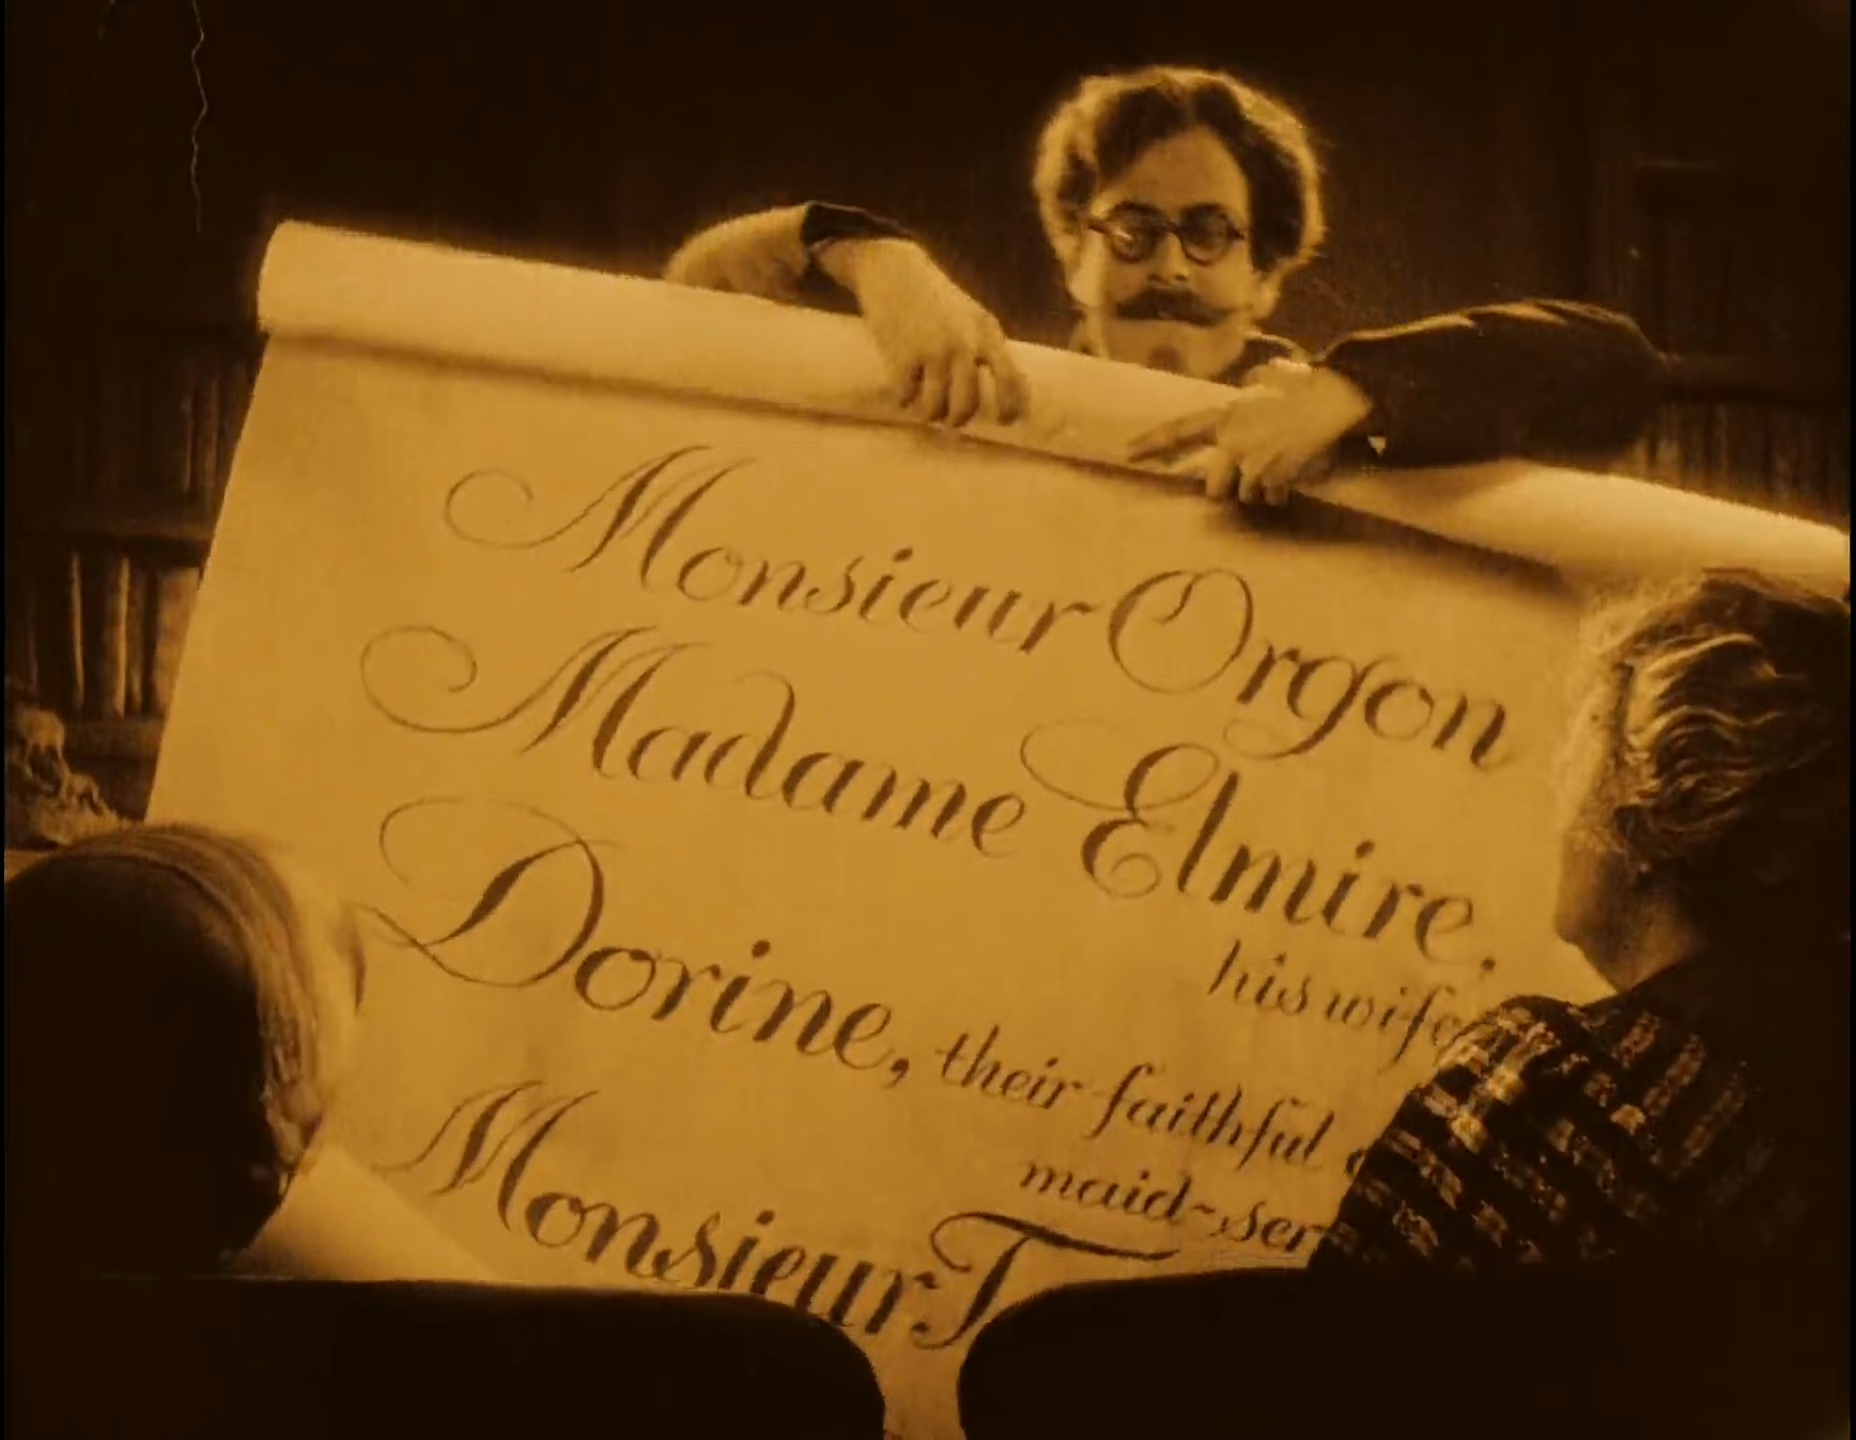 Monsieur Orgon
Madame Elmire,
his wife
Dorine, their faithful
maid-ser
Monsieur T